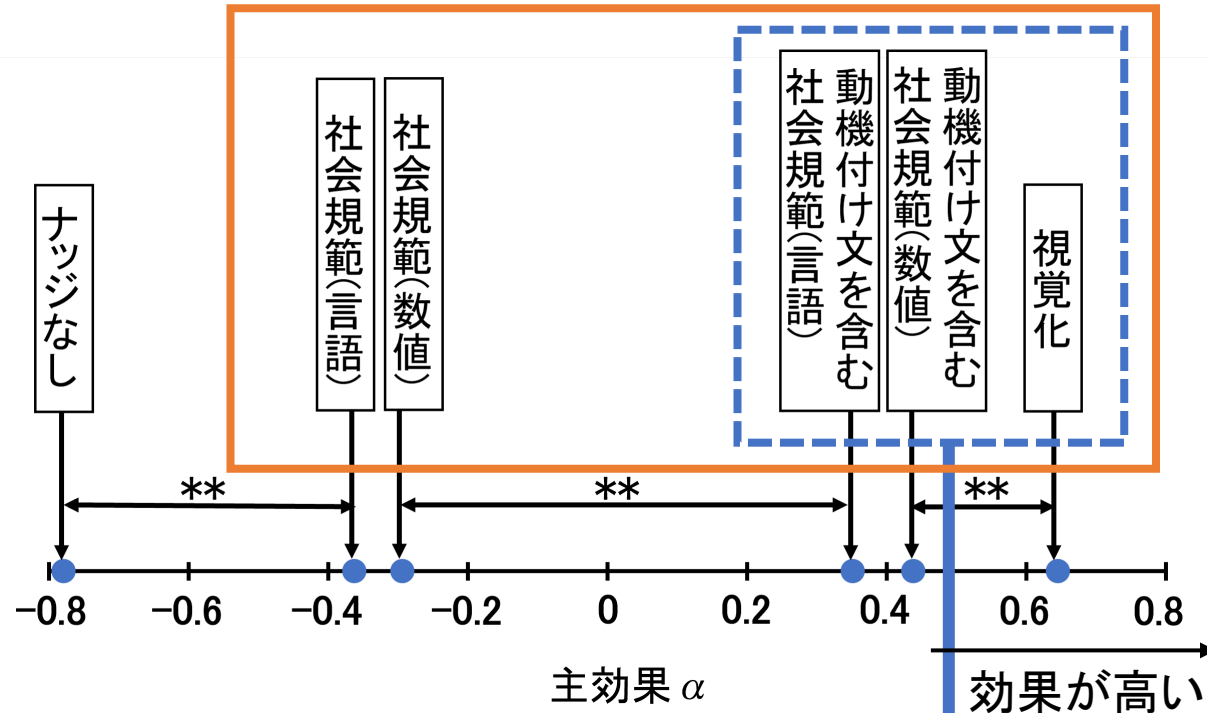 ナッジなし
社会規範(言語)
社会規範(数値)
動機付け文を含む
社会規範(言語)
動機付け文を含む
社会規範(数値)
視覚化
**
**
**
−0.8
−0.6
−0.4
−0.2
0
0.2
0.4
0.6
0.8
主効果 α
効果が高い